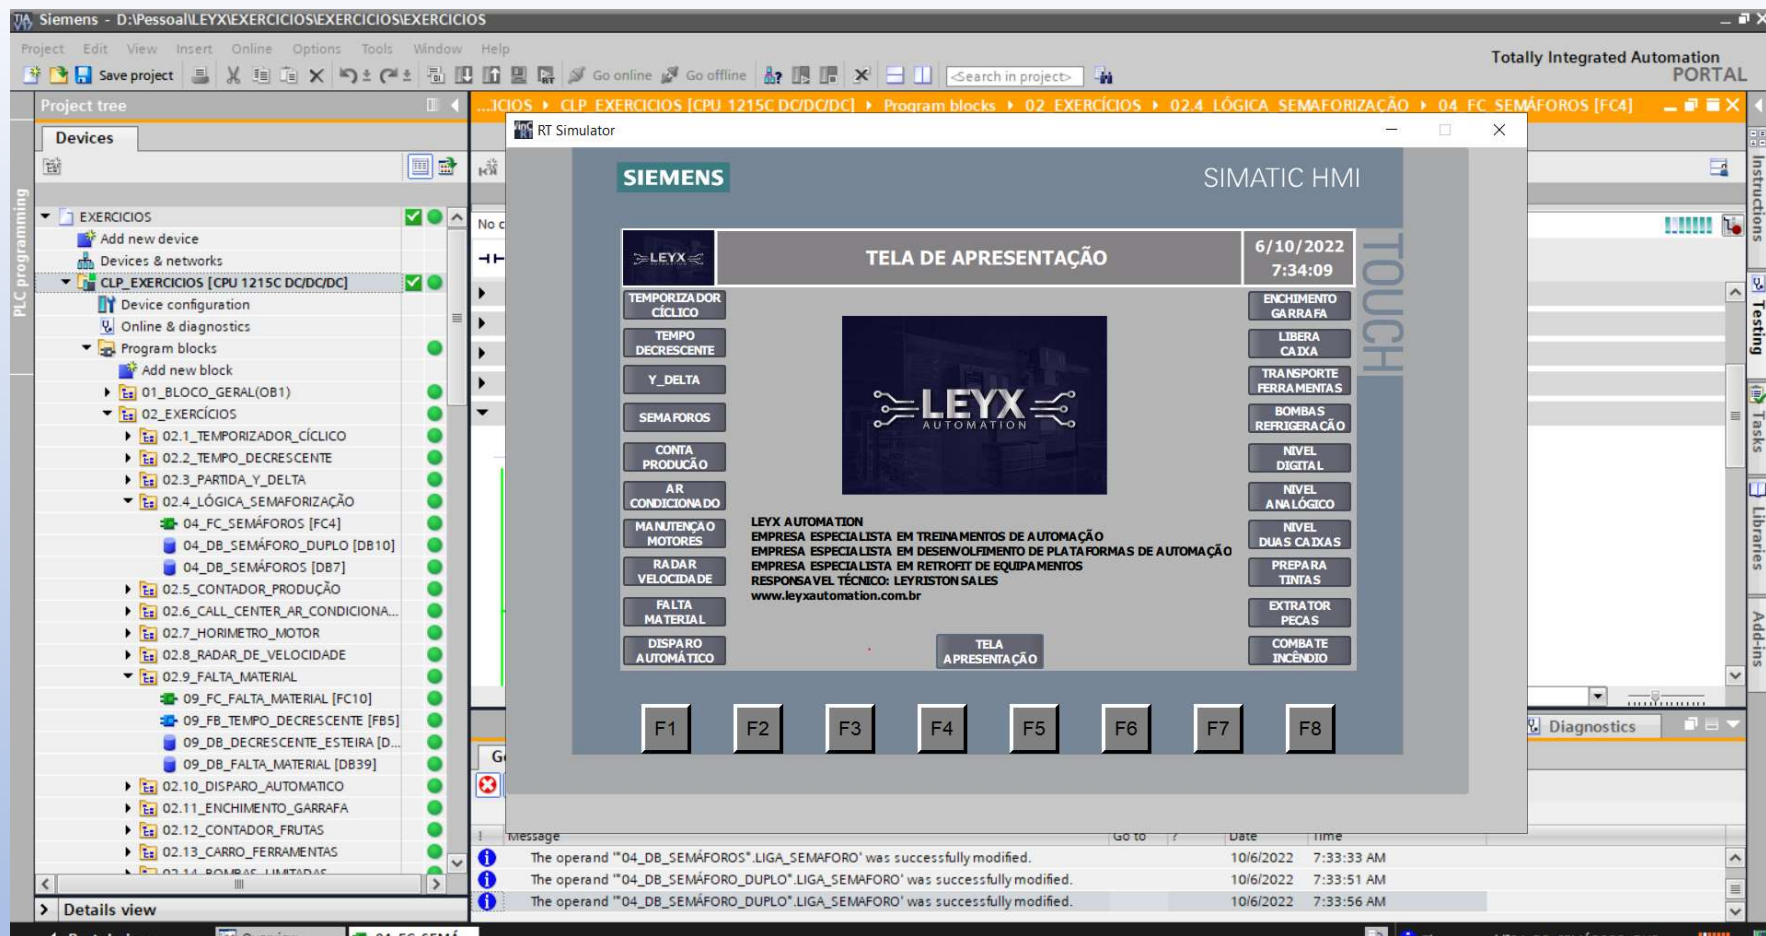 Siemens - D:\Pessoal\LEYX\EXERCICIOS\EXERCICIOS\EXERCICIOS
Project Edit View Insert Online Options Tools Window Help
Totally Integrated Automation
PORTAL
Save project
Go online
Go offline
<Search in project>
Project tree
...ICIOS CLP_EXERCICIOS [CPU 1215C DC/DC/DC] Program blocks 02_EXERCÍCIOS 02.4_LÓGICA_SEMAFORIZAÇÃO 04_FC_SEMÁFOROS [FC4]
Devices
PLC programming
EXERCICIOS
Add new device
Devices & networks
CLP_EXERCICIOS [CPU 1215C DC/DC/DC]
Device configuration
Online & diagnostics
Program blocks
Add new block
01_BLOCO_GERAL(OB1)
02_EXERCÍCIOS
02.1_TEMPORIZADOR_CÍCLICO
02.2_TEMPO_DECRESCENTE
02.3_PARTIDA_Y_DELTA
02.4_LÓGICA_SEMAFORIZAÇÃO
04_FC_SEMÁFOROS [FC4]
04_DB_SEMÁFORO_DUPLO [DB10]
04_DB_SEMÁFOROS [DB7]
02.5_CONTADOR_PRODUÇÃO
02.6_CALL_CENTER_AR_CONDICIONA...
02.7_HORIMETRO_MOTOR
02.8_RADAR_DE_VELOCIDADE
02.9_FALTA_MATERIAL
09_FC_FALTA_MATERIAL [FC10]
09_FB_TEMPO_DECRESCENTE [FB5]
09_DB_DECRESCENTE_ESTEIRA [D...
09_DB_FALTA_MATERIAL [DB39]
02.10_DISPARO_AUTOMATICO
02.11_ENCHIMENTO_GARRAFA
02.12_CONTADOR_FRUTAS
02.13_CARRO_FERRAMENTAS
02.14_BOMBAS_LIMITADAS
Details view
No c
RT Simulator
SIEMENS
SIMATIC HMI
TOUCH
LEYX
TELA DE APRESENTAÇÃO
6/10/2022
7:34:09
TEMPORIZADOR
CÍCLICO
TEMPO
DECRESCENTE
Y_DELTA
SEMAFOROS
CONTA
PRODUCÃO
AR
CONDICIONADO
MANUTENÇAO
MOTORES
RADAR
VELOCIDADE
FALTA
MATERIAL
DISPARO
AUTOMÁTICO
LEYX
AUTOMATION
LEYX AUTOMATION
EMPRESA ESPECIALISTA EM TREINAMENTOS DE AUTOMAÇÃO
EMPRESA ESPECIALISTA EM DESENVOLFIMENTO DE PLATAFORMAS DE AUTOMAÇÃO
EMPRESA ESPECIALISTA EM RETROFIT DE EQUIPAMENTOS
RESPONSAVEL TÉCNICO: LEYRISTON SALES
www.leyxautomation.com.br
TELA
APRESENTAÇÃO
ENCHIMENTO
GARRAFA
LIBERA
CAIXA
TRANSPORTE
FERRAMENTAS
BOMBAS
REFRIGERAÇÃO
NIVEL
DIGITAL
NIVEL
ANALÓGICO
NIVEL
DUAS CAIXAS
PREPARA
TINTAS
EXTRATOR
PECAS
COMBATE
INCÊNDIO
F1 F2 F3 F4 F5 F6 F7 F8
Instructions
Testing
Tasks
Libraries
Add-ins
Diagnostics
Ge
! Message Go to ? Date Time
The operand '"04_DB_SEMÁFOROS".LIGA_SEMAFORO' was successfully modified. 10/6/2022 7:33:33 AM
The operand '"04_DB_SEMÁFORO_DUPLO".LIGA_SEMAFORO' was successfully modified. 10/6/2022 7:33:51 AM
The operand '"04_DB_SEMÁFORO_DUPLO".LIGA_SEMAFORO' was successfully modified. 10/6/2022 7:33:56 AM